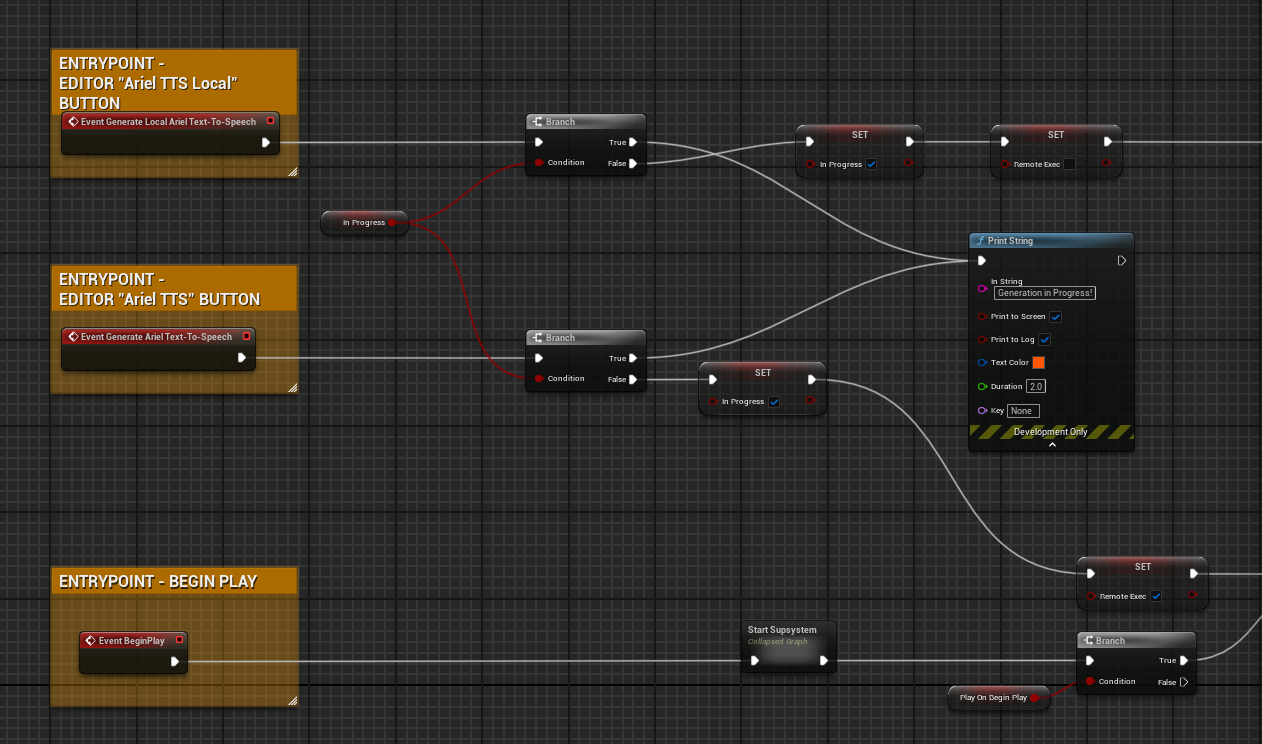 ENTRYPOINT -
EDITOR "Ariel TTS Local"
BUTTON
Event Generate Local Ariel Text-To-Speech
Branch
True
Condition
False
SET
In Progress
SET
Remote Exec
In Progress
Print String
In String
Generation in Progress!
Print to Screen
Print to Log
Text Color
Duration
2.0
Key
None
Development Only
ENTRYPOINT -
EDITOR "Ariel TTS" BUTTON
Event Generate Ariel Text-To-Speech
Branch
True
Condition
False
SET
In Progress
SET
Remote Exec
ENTRYPOINT - BEGIN PLAY
Event BeginPlay
Start Supsystem
Collapsed Graph
Branch
True
Condition
False
Play On Begin Play